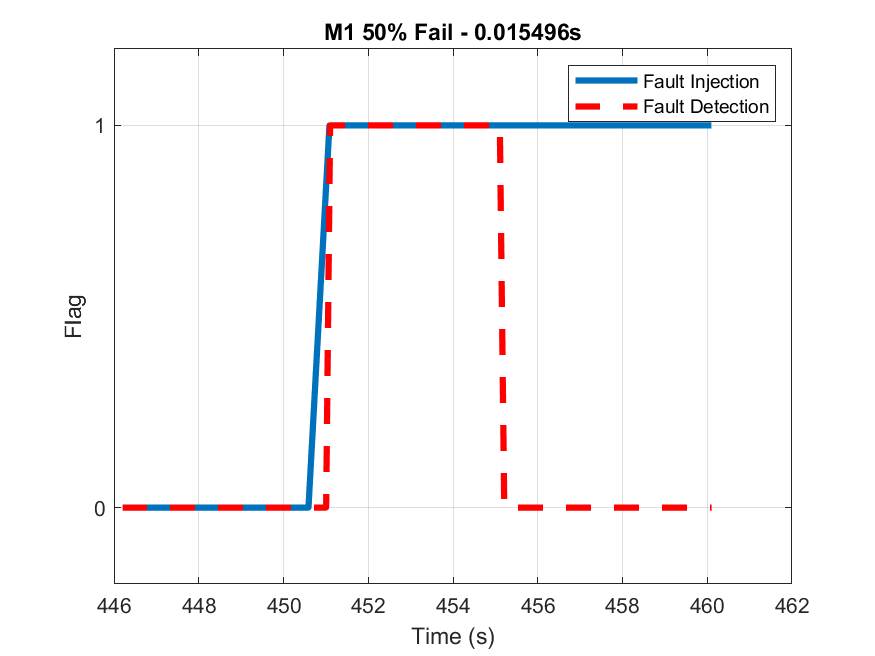 M1 50% Fail - 0.015496s
Fault Injection
Fault Detection
1
0
Flag
446 448 450 452 454 456 458 460 462
Time (s)